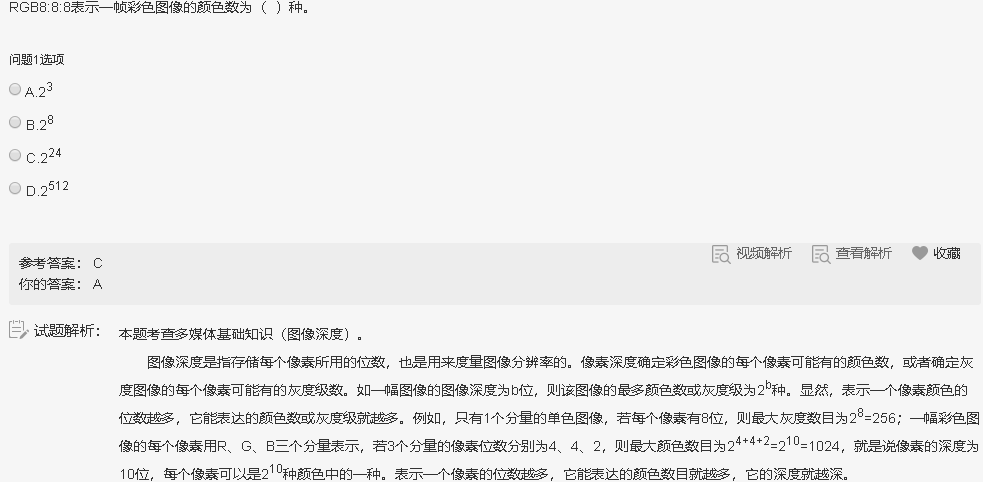 RGB8:8:8表示一帧彩色图像的颜色数为（ ）种。
问题1选项
A.2^3
B.2^8
C.2^24
D.2^512
参考答案： C 视频解析 查看解析 收藏
你的答案： A
试题解析： 本题考查多媒体基础知识（图像深度）。
图像深度是指存储每个像素所用的位数，也是用来度量图像分辨率的。像素深度确定彩色图像的每个像素可能有的颜色数，或者确定灰
度图像的每个像素可能有的灰度级数。如一幅图像的图像深度为b位，则该图像的最多颜色数或灰度级为2^b种。显然，表示一个像素颜色的
位数越多，它能表达的颜色数或灰度级就越多。例如，只有1个分量的单色图像，若每个像素有8位，则最大灰度数目为2^8=256；一幅彩色图
像的每个像素用R、G、B三个分量表示，若3个分量的像素位数分别为4、4、2，则最大颜色数目为2^4+4+2=2^10=1024，就是说像素的深度为
10位，每个像素可以是2^10种颜色中的一种。表示一个像素的位数越多，它能表达的颜色数目就越多，它的深度就越深。